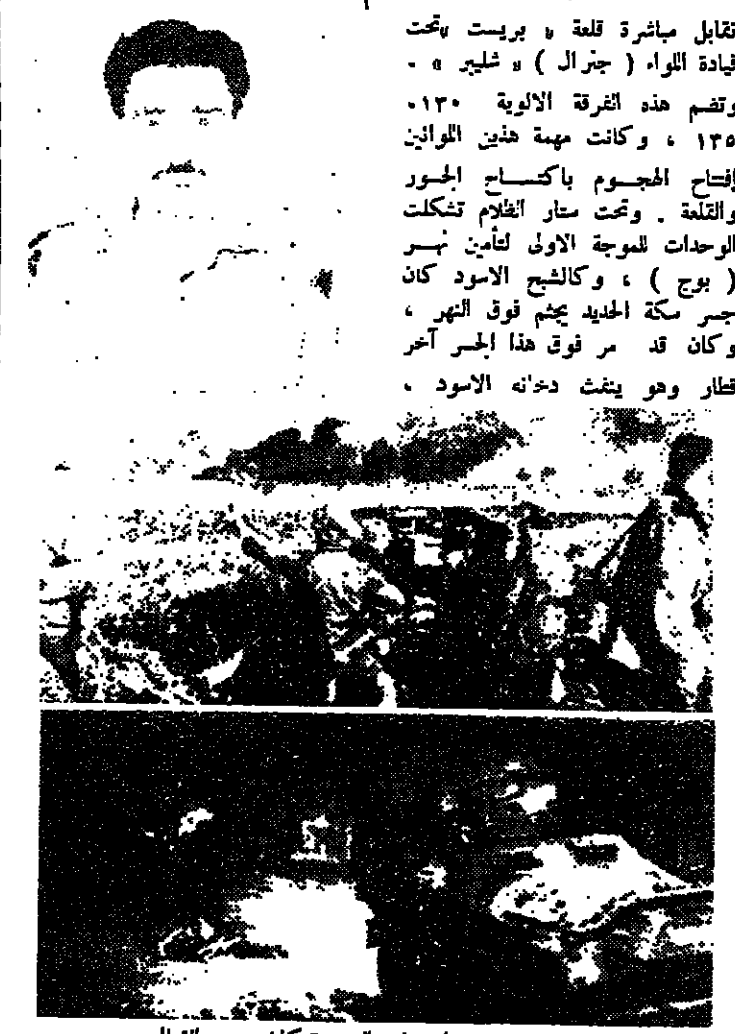 تقابل مباشرة قلعة « بريست » تحت
قيادة اللواء ( جنرال ) « شليبر » .
وتضم هذه الفرقة الالوية ١٣٠،
١٣٥ ، وكانت مهمة هذين اللوائين
إفتتاح الهجوم باكتساح الجسور
والقلعة . وتحت ستار الظلام تشكلت
الوحدات للموجة الاولى لتأمين نهر
( بوج ) ، وكالشبح الاسود كان
جسر سكة الحديد يجثم فوق النهر ،
وكان قد مر فوق هذا الجسر آخر
قطار وهو ينفث دخانه الاسود ،